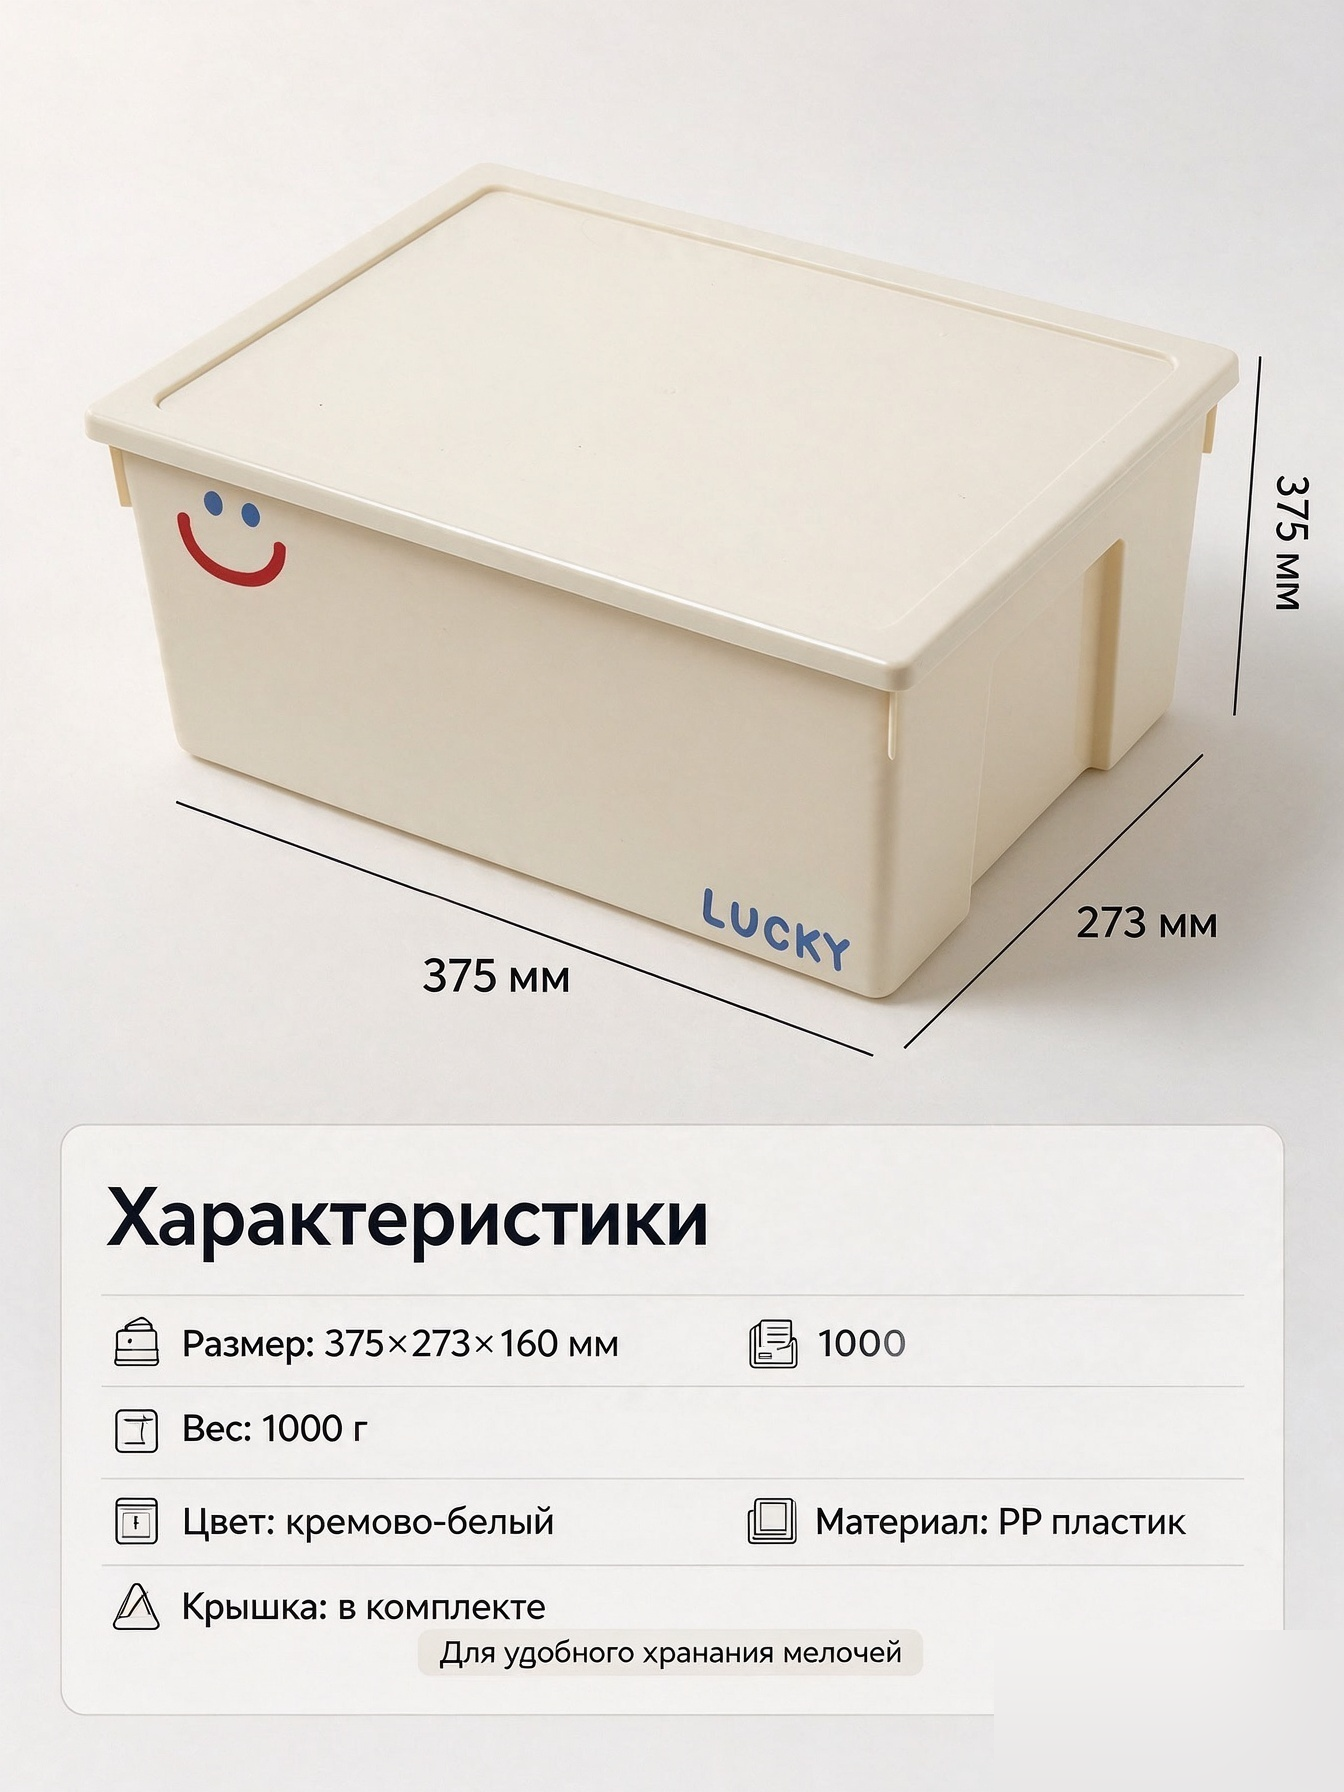 375 мм
LUCKY
273 мм
375 мм
Характеристики
Размер: 375×273×160 мм
1000
Вес: 1000 г
Цвет: кремово-белый
Материал: PP пластик
Крышка: в комплекте
Для удобного хранания мелочей